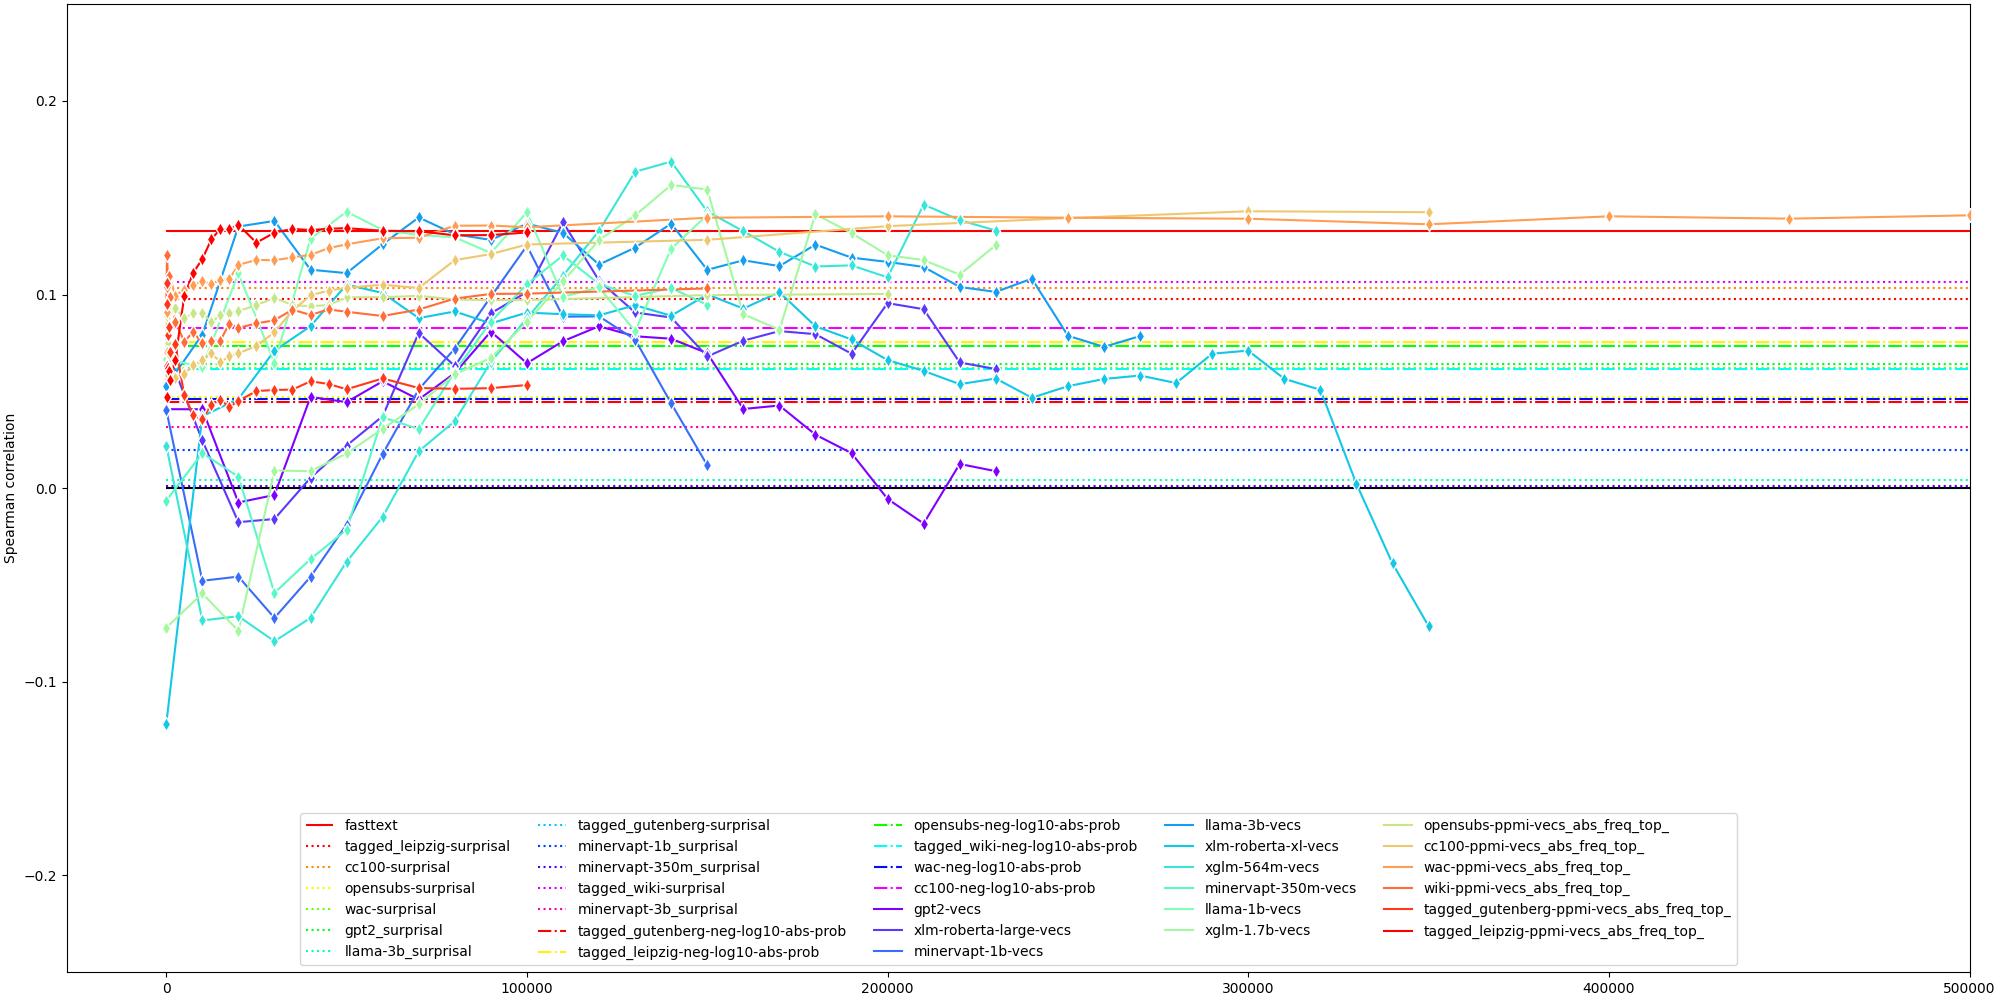 0.2
0.1
0.0
−0.1
−0.2
Spearman correlation
fasttext
tagged_leipzig-surprisal
cc100-surprisal
opensubs-surprisal
wac-surprisal
gpt2_surprisal
llama-3b_surprisal
tagged_gutenberg-surprisal
minervapt-1b_surprisal
minervapt-350m_surprisal
tagged_wiki-surprisal
minervapt-3b_surprisal
tagged_gutenberg-neg-log10-abs-prob
tagged_leipzig-neg-log10-abs-prob
opensubs-neg-log10-abs-prob
tagged_wiki-neg-log10-abs-prob
wac-neg-log10-abs-prob
cc100-neg-log10-abs-prob
gpt2-vecs
xlm-roberta-large-vecs
minervapt-1b-vecs
llama-3b-vecs
xlm-roberta-xl-vecs
xglm-564m-vecs
minervapt-350m-vecs
llama-1b-vecs
xglm-1.7b-vecs
opensubs-ppmi-vecs_abs_freq_top_
cc100-ppmi-vecs_abs_freq_top_
wac-ppmi-vecs_abs_freq_top_
wiki-ppmi-vecs_abs_freq_top_
tagged_gutenberg-ppmi-vecs_abs_freq_top_
tagged_leipzig-ppmi-vecs_abs_freq_top_
0 100000 200000 300000 400000 500000